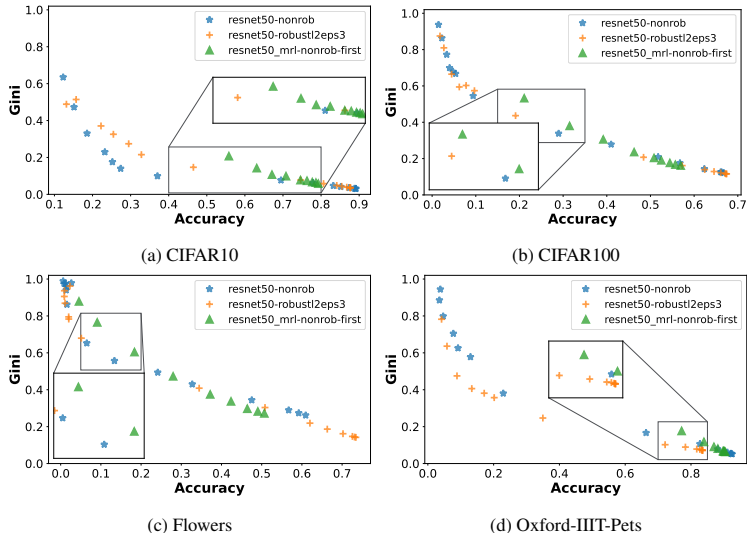 1.0
0.8
0.6
0.4
0.2
0.0
Gini
resnet50-nonrob
resnet50-robustl2eps3
resnet50_mrl-nonrob-first
0.1 0.2 0.3 0.4 0.5 0.6 0.7 0.8 0.9
Accuracy
(a) CIFAR10
1.0
0.8
0.6
0.4
0.2
0.0
Gini
resnet50-nonrob
resnet50-robustl2eps3
resnet50_mrl-nonrob-first
0.0 0.1 0.2 0.3 0.4 0.5 0.6 0.7
Accuracy
(b) CIFAR100
1.0
0.8
0.6
0.4
0.2
0.0
Gini
resnet50-nonrob
resnet50-robustl2eps3
resnet50_mrl-nonrob-first
0.0 0.1 0.2 0.3 0.4 0.5 0.6 0.7
Accuracy
(c) Flowers
1.0
0.8
0.6
0.4
0.2
0.0
Gini
resnet50-nonrob
resnet50-robustl2eps3
resnet50_mrl-nonrob-first
0.0 0.2 0.4 0.6 0.8
Accuracy
(d) Oxford-IIIT-Pets